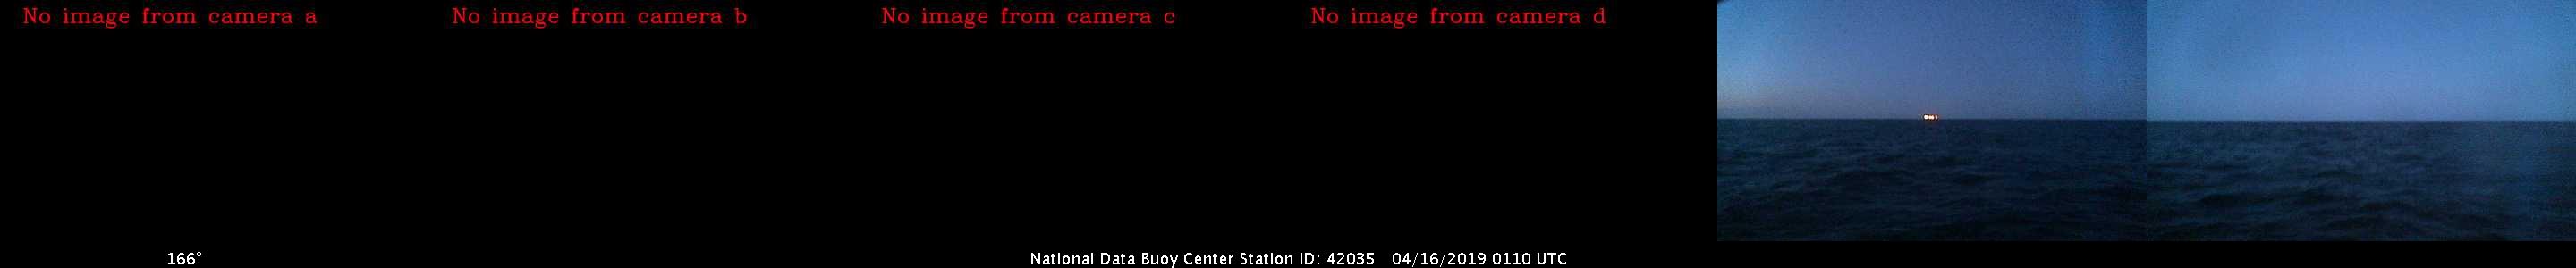 No image from camera a
No image from camera b
No image from camera c
No image from camera d
166°
National Data Buoy Center Station ID: 42035 04/16/2019 0110 UTC